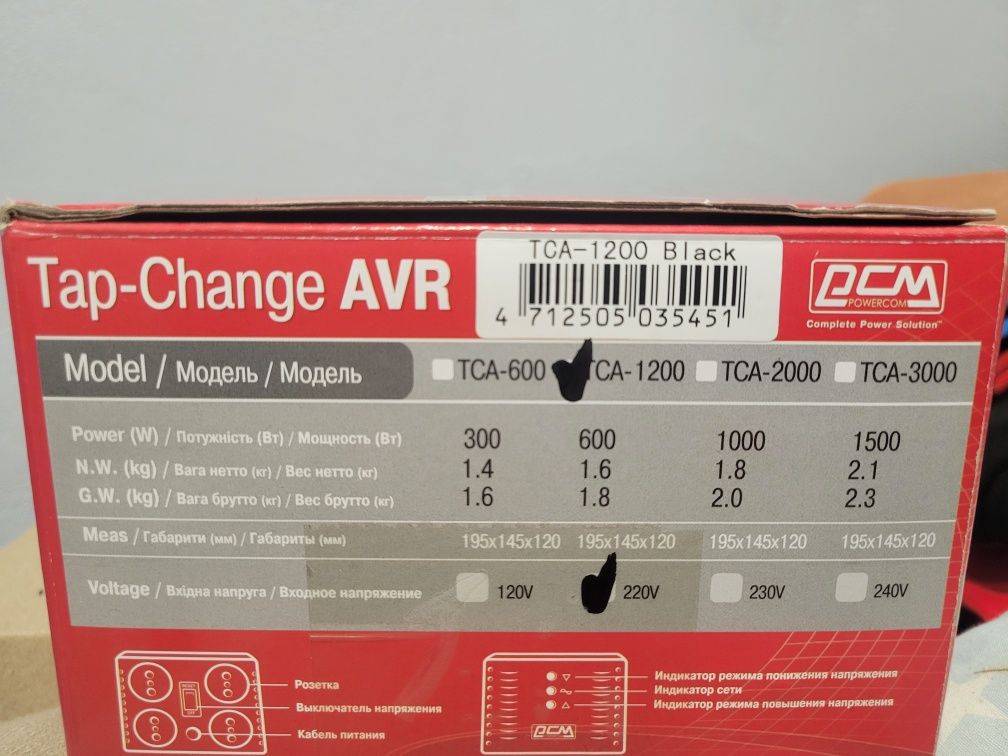 TCA-1200 Black
4 712505 035451
Tap-Change AVR
PCM
POWERCOM
Complete Power Solution™
Model / Модель / Модель TCA-600 TCA-1200 TCA-2000 TCA-3000
Power (W) / Потужність (Вт) / Мощность (Вт) 300 600 1000 1500
N.W. (kg) / Вага нетто (кг) / Вес нетто (кг) 1.4 1.6 1.8 2.1
G.W. (kg) / Вага брутто (кг) / Вес брутто (кг) 1.6 1.8 2.0 2.3
Meas / Габарити (мм) / Габариты (мм) 195x145x120 195x145x120 195x145x120 195x145x120
Voltage / Вхідна напруга / Входное напряжение 120V 220V 230V 240V
RESET
OFF
Розетка
Выключатель напряжения
Кабель питания
Индикатор режима понижения напряжения
Индикатор сети
Индикатор режима повышения напряжения
PCM